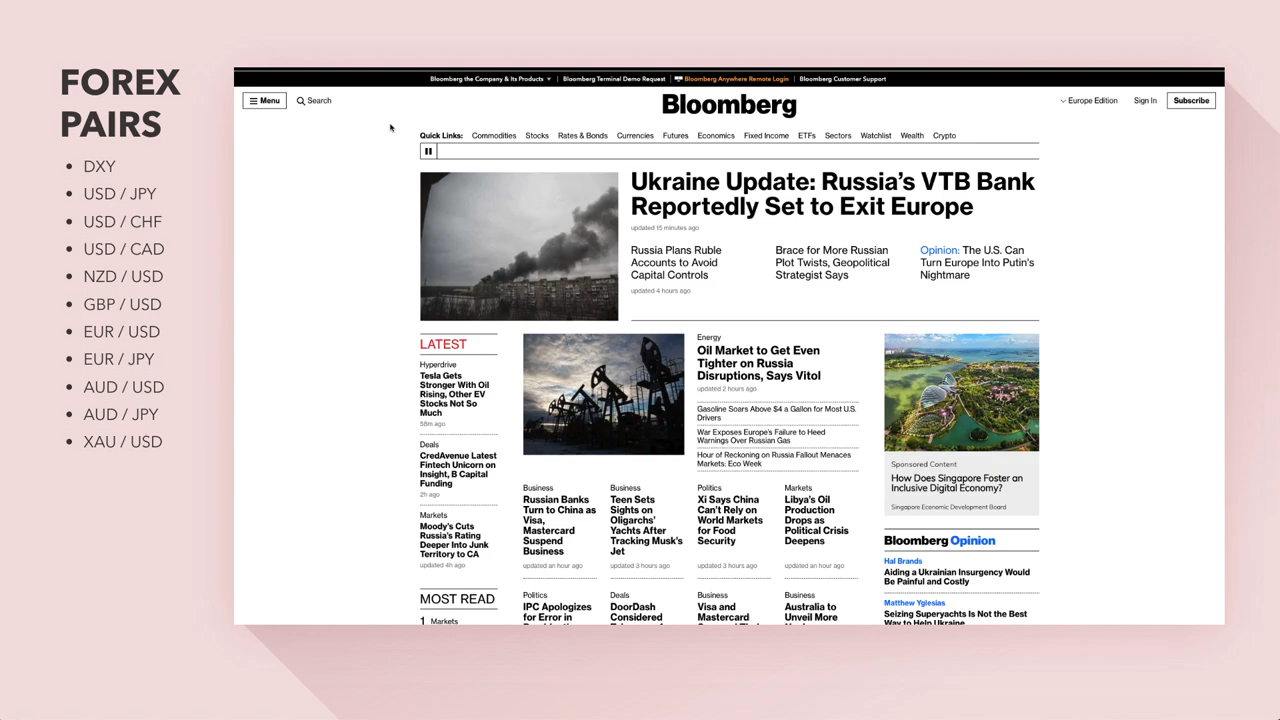 FOREX
PAIRS
DXY
USD / JPY
USD / CHF
USD / CAD
NZD / USD
GBP / USD
EUR / USD
EUR / JPY
AUD / USD
AUD / JPY
XAU / USD
Bloomberg the Company & Its Products
Bloomberg Terminal Demo Request
Bloomberg Anywhere Remote Login
Bloomberg Customer Support
Menu
Search
Bloomberg
Europe Edition
Sign In
Subscribe
Quick Links: Commodities Stocks Rates & Bonds Currencies Futures Economics Fixed Income ETFs Sectors Watchlist Wealth Crypto
Ukraine Update: Russia's VTB Bank
Reportedly Set to Exit Europe
updated 15 minutes ago
Russia Plans Ruble
Accounts to Avoid
Capital Controls
updated 4 hours ago
Brace for More Russian
Plot Twists, Geopolitical
Strategist Says
Opinion: The U.S. Can
Turn Europe Into Putin's
Nightmare
LATEST
Hyperdrive
Tesla Gets
Stronger With Oil
Rising, Other EV
Stocks Not So
Much
58m ago
Deals
CredAvenue Latest
Fintech Unicorn on
Insight, B Capital
Funding
2h ago
Markets
Moody's Cuts
Russia's Rating
Deeper Into Junk
Territory to CA
updated 4h ago
MOST READ
1 Markets
Energy
Oil Market to Get Even
Tighter on Russia
Disruptions, Says Vitol
updated 2 hours ago
Gasoline Soars Above $4 a Gallon for Most U.S.
Drivers
War Exposes Europe's Failure to Heed
Warnings Over Russian Gas
Hour of Reckoning on Russia Fallout Menaces
Markets: Eco Week
Business
Russian Banks
Turn to China as
Visa,
Mastercard
Suspend
Business
updated an hour ago
Business
Teen Sets
Sights on
Oligarchs'
Yachts After
Tracking Musk's
Jet
updated 3 hours ago
Politics
Xi Says China
Can't Rely on
World Markets
for Food
Security
updated 3 hours ago
Markets
Libya's Oil
Production
Drops as
Political Crisis
Deepens
updated an hour ago
Politics
IPC Apologizes
for Error in
Deals
DoorDash
Considered
Business
Visa and
Mastercard
Business
Australia to
Unveil More
Sponsored Content
How Does Singapore Foster an
Inclusive Digital Economy?
Singapore Economic Development Board
Bloomberg Opinion
Hal Brands
Aiding a Ukrainian Insurgency Would
Be Painful and Costly
Matthew Yglesias
Seizing Superyachts Is Not the Best
Way to Help Ukraine